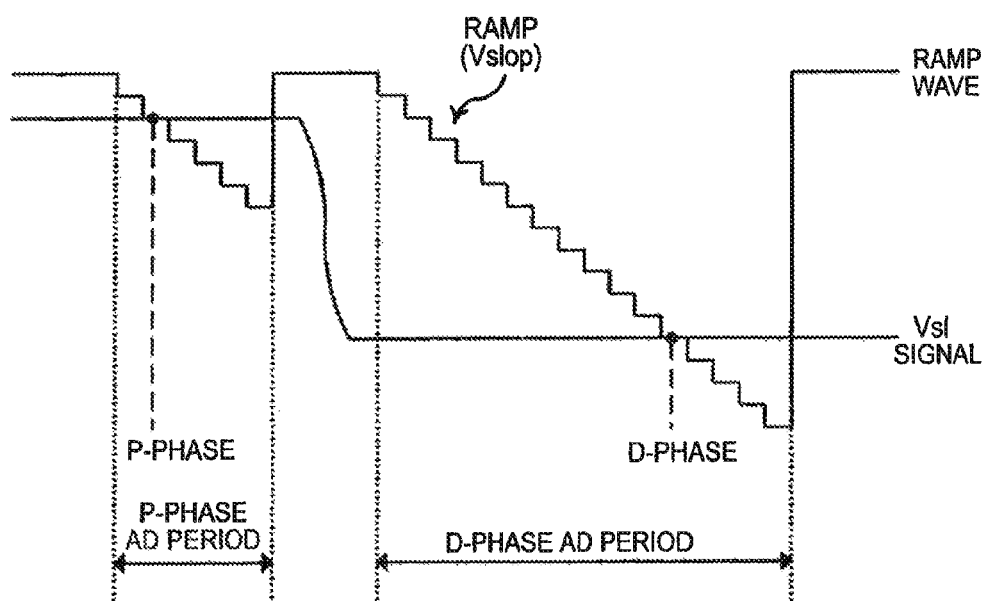 RAMP
(Vslop)
RAMP
WAVE
Vsl
SIGNAL
P-PHASE
D-PHASE
P-PHASE
AD PERIOD
D-PHASE AD PERIOD